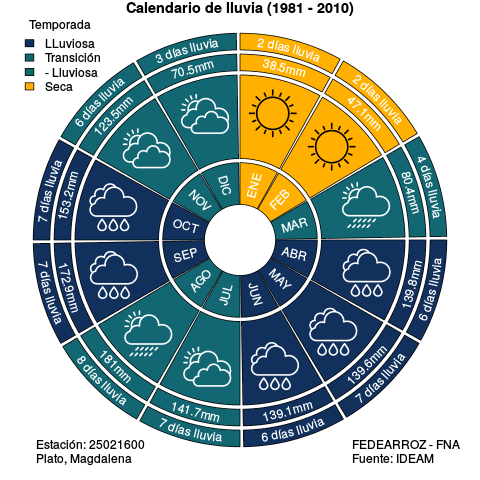 Calendario de lluvia (1981 - 2010)
Temporada
LLuviosa
Transición
- Lluviosa
Seca
2 días lluvia
38.5mm
ENE
2 días lluvia
47.1mm
FEB
4 días lluvia
80.4mm
MAR
6 días lluvia
139.8mm
ABR
7 días lluvia
139.6mm
MAY
6 días lluvia
139.1mm
JUN
7 días lluvia
141.7mm
JUL
8 días lluvia
181mm
AGO
7 días lluvia
172.9mm
SEP
7 días lluvia
153.2mm
OCT
6 días lluvia
123.5mm
NOV
3 días lluvia
70.5mm
DIC
Estación: 25021600
Plato, Magdalena
FEDEARROZ - FNA
Fuente: IDEAM